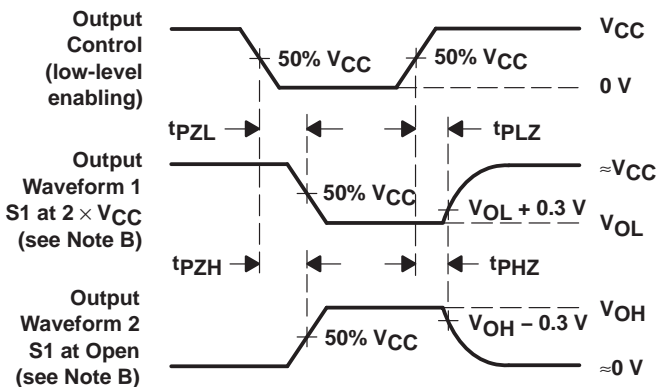 Output
Control
(low-level
enabling)
50% VCC
50% VCC
VCC
0 V
tPZL
tPLZ
Output
Waveform 1
S1 at 2 × VCC
(see Note B)
50% VCC
≈VCC
VOL + 0.3 V
VOL
tPZH
tPHZ
Output
Waveform 2
S1 at Open
(see Note B)
50% VCC
VOH
VOH − 0.3 V
≈0 V